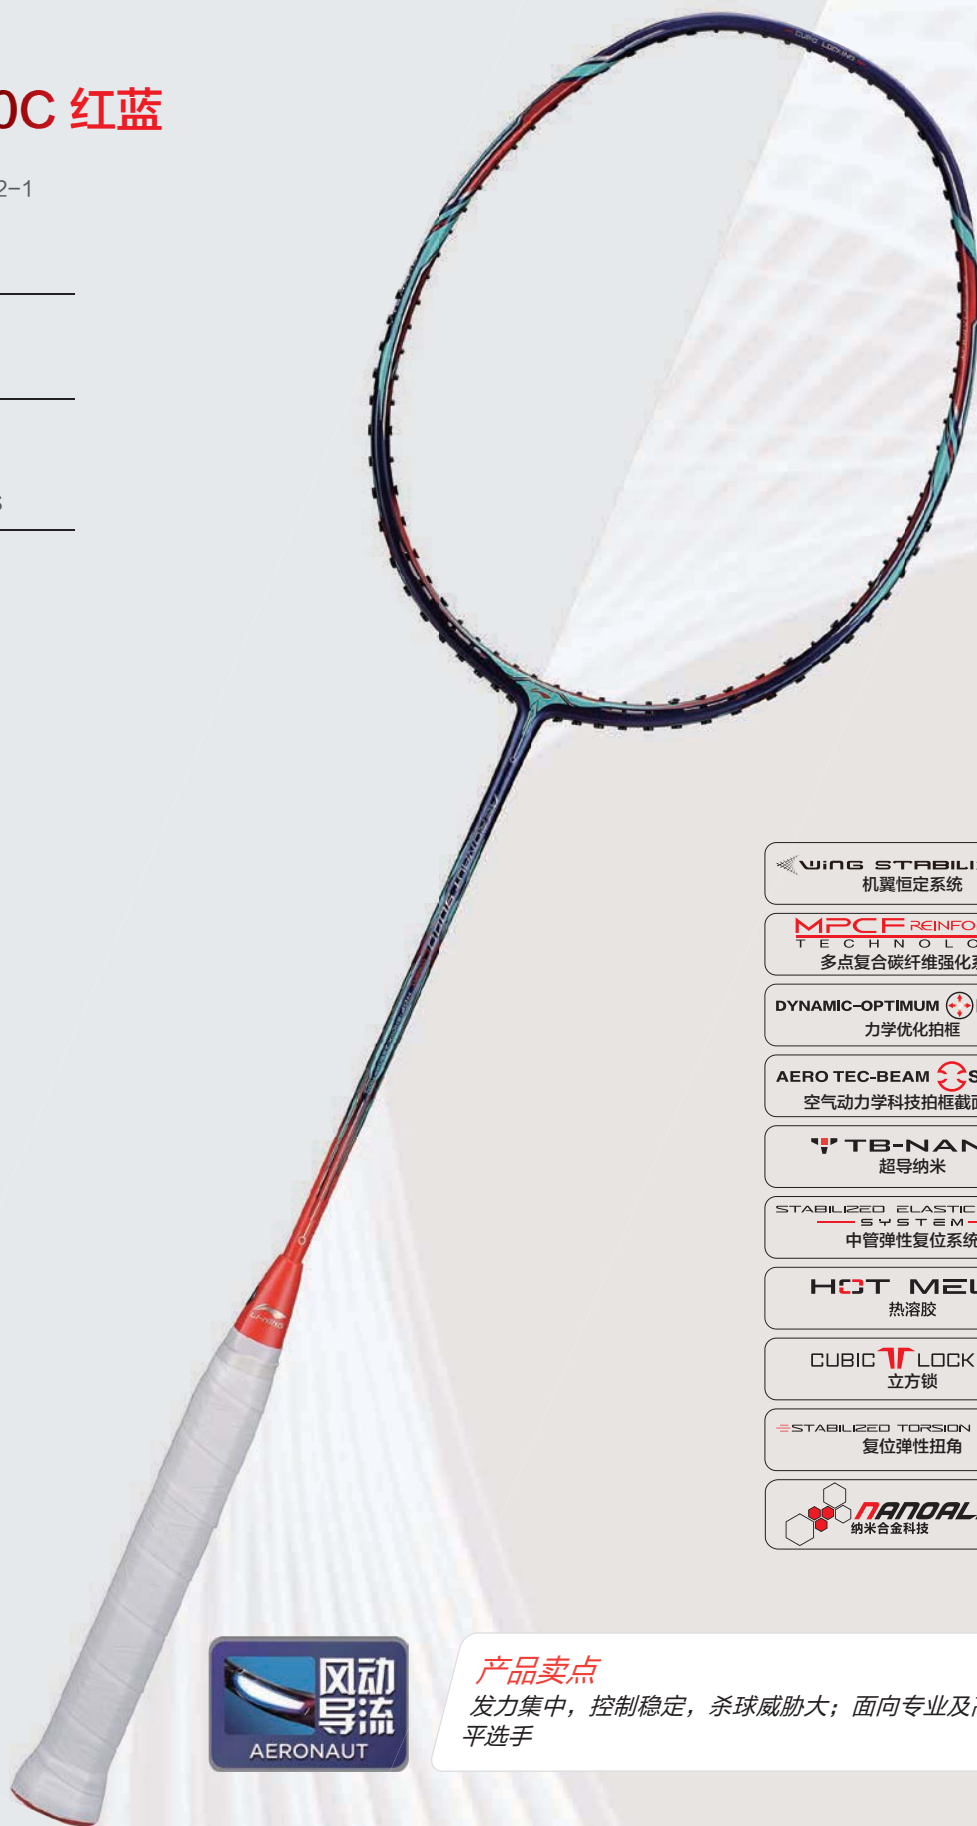 0C 红蓝
2-1
CUBIC LOCKING
AERONAUT 9000
LI-NING
WING STABILI
机翼恒定系统
MPCF REINFO
TECHNOLO
多点复合碳纤维强化
DYNAMIC-OPTIMUM
力学优化拍框
AERO TEC-BEAM S
空气动力学科技拍框截
TB-NAN
超导纳米
STABILIZED ELASTIC
SYSTEM
中管弹性复位系统
HOT MEL
热溶胶
CUBIC LOCK
立方锁
STABILIZED TORSION
复位弹性扭角
NANOAL
纳米合金科技
风动
导流
AERONAUT
产品卖点
发力集中，控制稳定，杀球威胁大；面向专业及
平选手